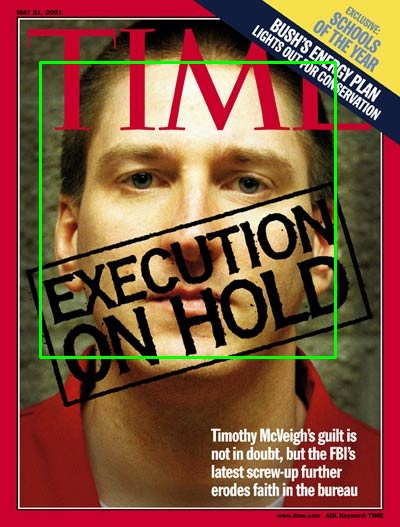 MAY 21, 2001
EXCLUSIVE:
SCHOOLS
OF THE YEAR
BUSH'S ENERGY PLAN
LIGHTS OUT FOR CONSERVATION
TIME
EXECUTION
ON HOLD
Timothy McVeigh's guilt is
not in doubt, but the FBI's
latest screw-up further
erodes faith in the bureau
www.time.com AOL Keyword: TIME